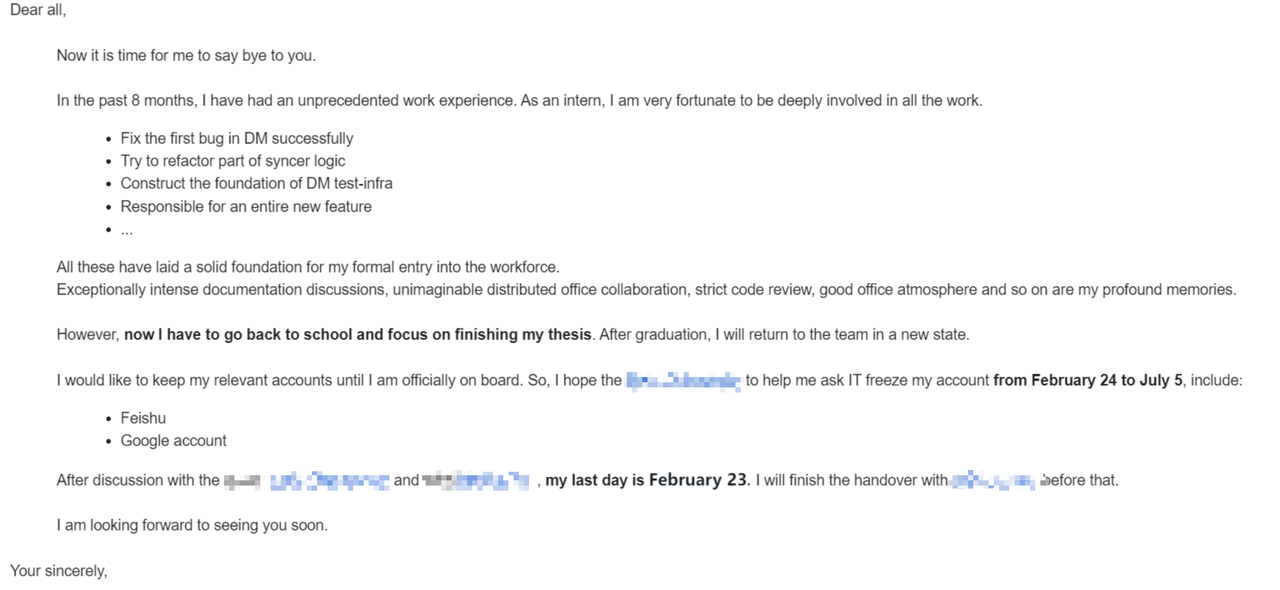 Dear all,
Now it is time for me to say bye to you.
In the past 8 months, I have had an unprecedented work experience. As an intern, I am very fortunate to be deeply involved in all the work.
• Fix the first bug in DM successfully
• Try to refactor part of syncer logic
• Construct the foundation of DM test-infra
• Responsible for an entire new feature
• ...
All these have laid a solid foundation for my formal entry into the workforce.
Exceptionally intense documentation discussions, unimaginable distributed office collaboration, strict code review, good office atmosphere and so on are my profound memories.
However, now I have to go back to school and focus on finishing my thesis. After graduation, I will return to the team in a new state.
I would like to keep my relevant accounts until I am officially on board. So, I hope the to help me ask IT freeze my account from February 24 to July 5, include:
• Feishu
• Google account
After discussion with the and , my last day is February 23. I will finish the handover with before that.
I am looking forward to seeing you soon.
Your sincerely,